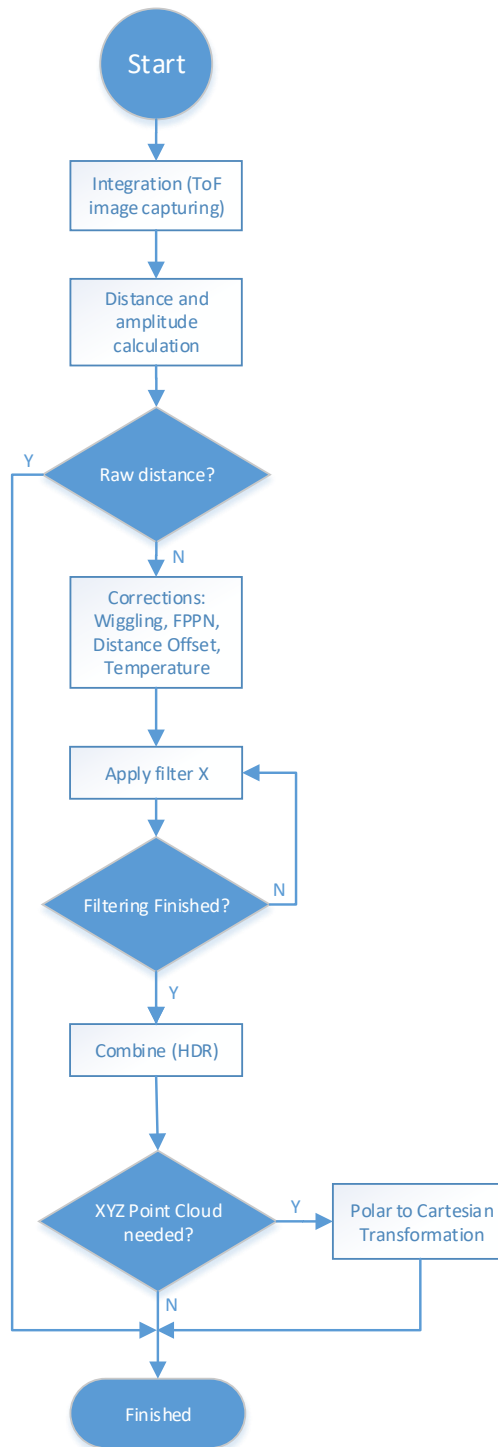 Start
Integration (ToF
image capturing)
Distance and
amplitude
calculation
Y
Raw distance?
N
Corrections:
Wiggling, FPPN,
Distance Offset,
Temperature
Apply filter X
Filtering Finished?
N
Y
Combine (HDR)
XYZ Point Cloud
needed?
Y
Polar to Cartesian
Transformation
N
Finished